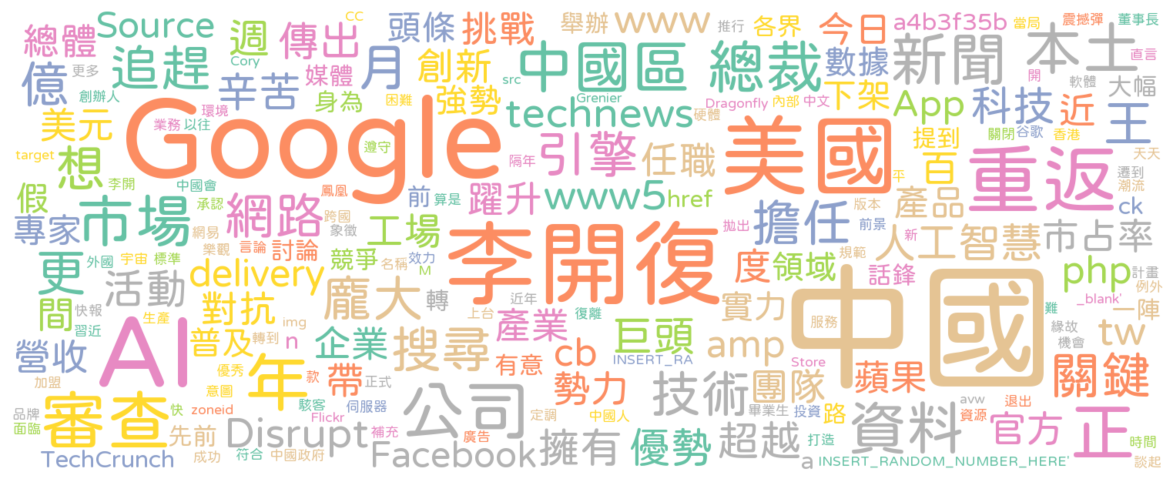 Source
總體
追趕
週
傳出
頭條
挑戰
舉辦
www
推行
各界
今日
a4b3f35b
當局
震撼彈
董事長
CC
Cory
更多
億
創辦人
辛苦
媒體
月
創新
中國區
總裁
數據
新聞
本土
直言
開
軟體
大幅
src
Grenier
身為
困難
強勢
technews
Dragonfly
內部
中文
下架
App
科技
近
王
美元
環境
業務
以往
Google
遵守
硬體
美國
提到
關閉
谷歌
香港
天天
target
想
李開
隔年
引擎
任職
平
百
重返
遷到
潮流
假
中國會
承認
鳳凰
前
算是
躍升
www5
href
版本
產品
ck
市場
網易
網路
跨國
象徵
工場
李開復
拋出
擔任
前景
人工智慧
市占率
專家
樂觀
言論
討論
外國
宇宙
標準
競爭
名稱
效力
M
度
領域
規範
新
話鋒
更
活動
delivery
php
計畫
例外
間
快報
習近
生產
對抗
龐大
轉
近年
上台
復離
產業
實力
中國
服務
_blank'
難
一陣
AI
img
轉到
普及
n
企業
搜尋
有意
cb
巨頭
amp
tw
緣故
機會
營收
優秀
年
款
正式
帶
INSERT_RA
Store
蘋果
關鍵
加盟
意圖
駭客
伺服器
公司
定調
中國人
勢力
技術
團隊
avw
退出
品牌
面臨
審查
快
zoneid
Flickr
畢業生
投資
路
資料
資源
官方
正
先前
Disrupt
補充
廣告
Facebook
擁有
優勢
超越
打造
時間
TechCrunch
成功
符合
中國政府
a
INSERT_RANDOM_NUMBER_HERE'
談起